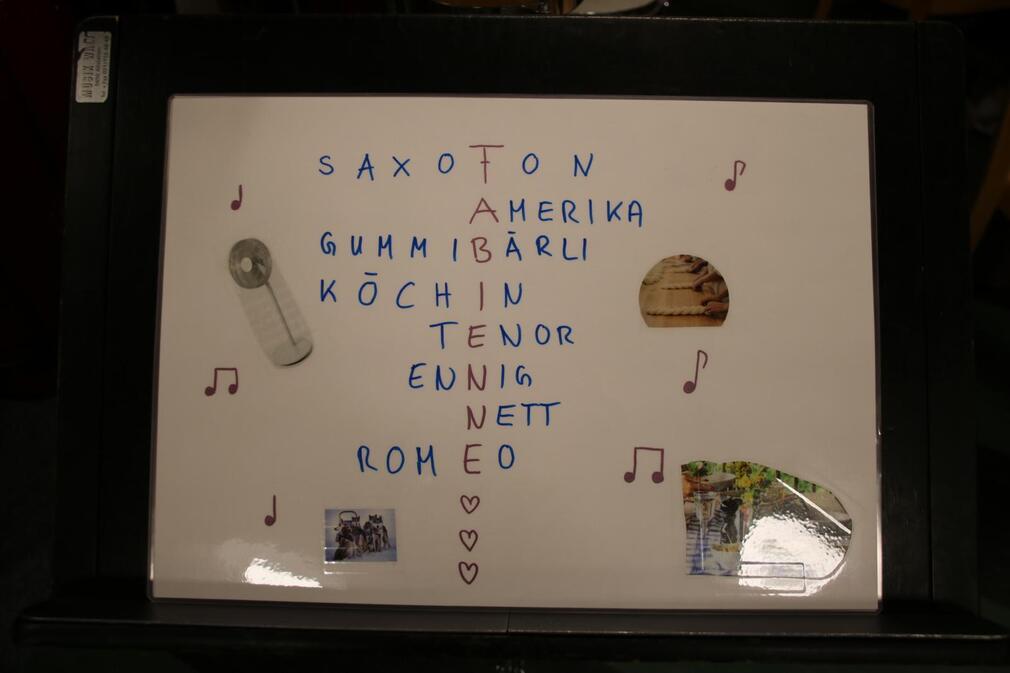 SAXOFON
AMERIKA
GUMMIBÄRLI
KÖCHIN
TENOR
ENNIG
NETT
ROMEO